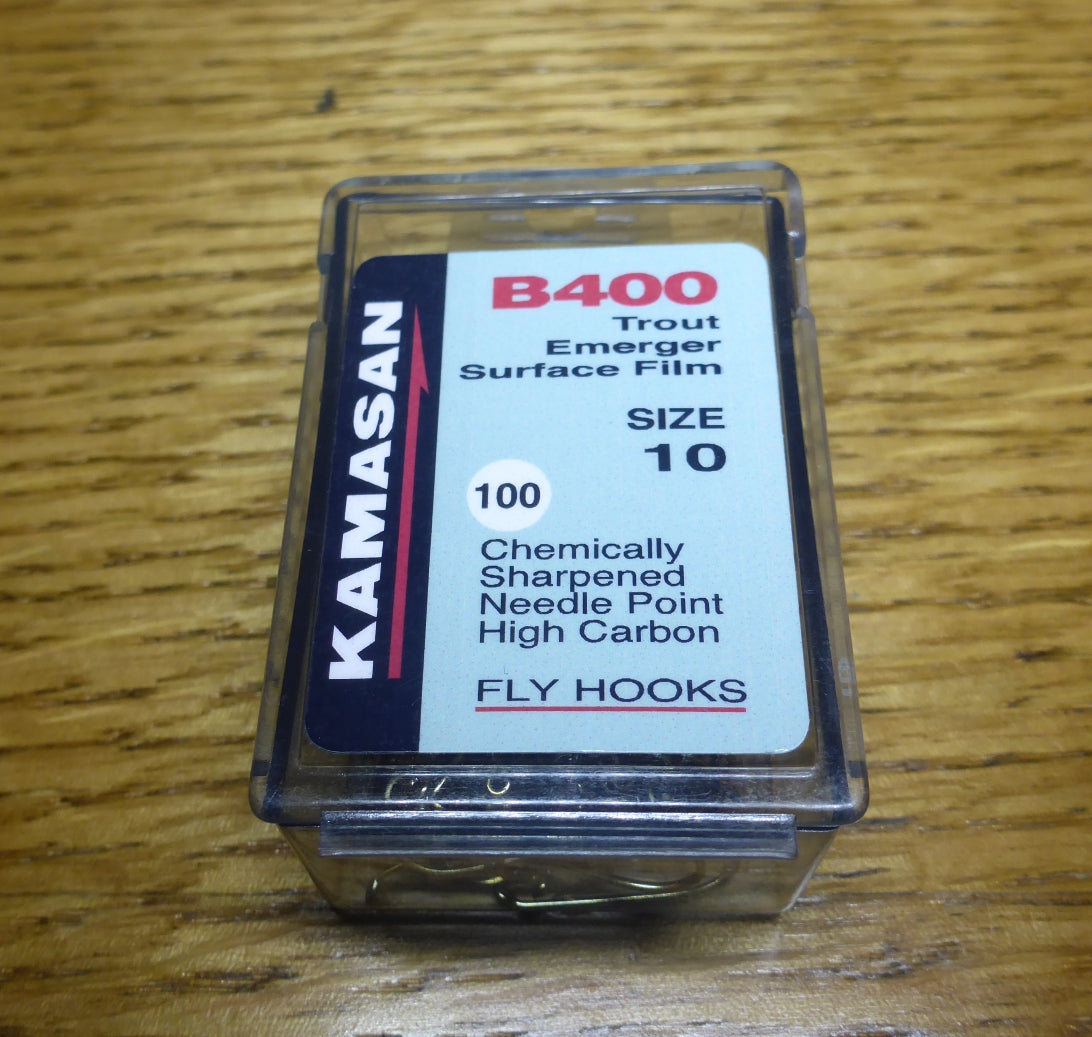 KAMASAN
B400
Trout
Emerger
Surface Film
SIZE
10
100
Chemically
Sharpened
Needle Point
High Carbon
FLY HOOKS